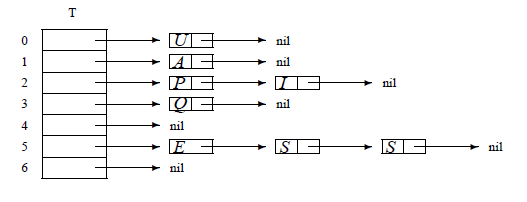 T
0 U nil
1 A nil
2 P I nil
3 Q nil
4 nil
5 E S S nil
6 nil